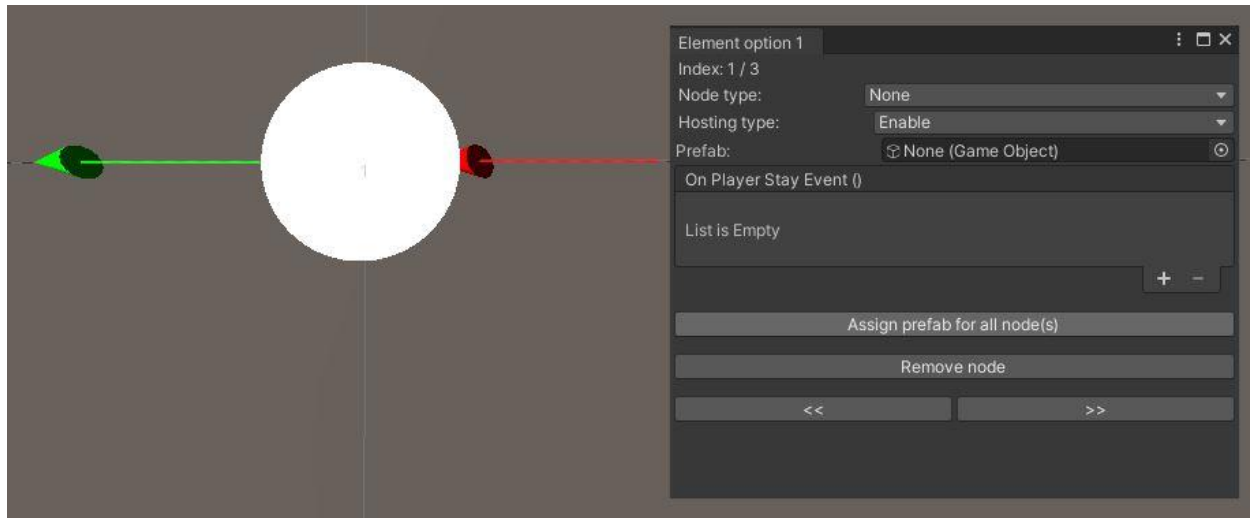 1
Element option 1
Index: 1 / 3
Node type: None
Hosting type: Enable
Prefab: None (Game Object)
On Player Stay Event ()
List is Empty
+ −
Assign prefab for all node(s)
Remove node
<< >>